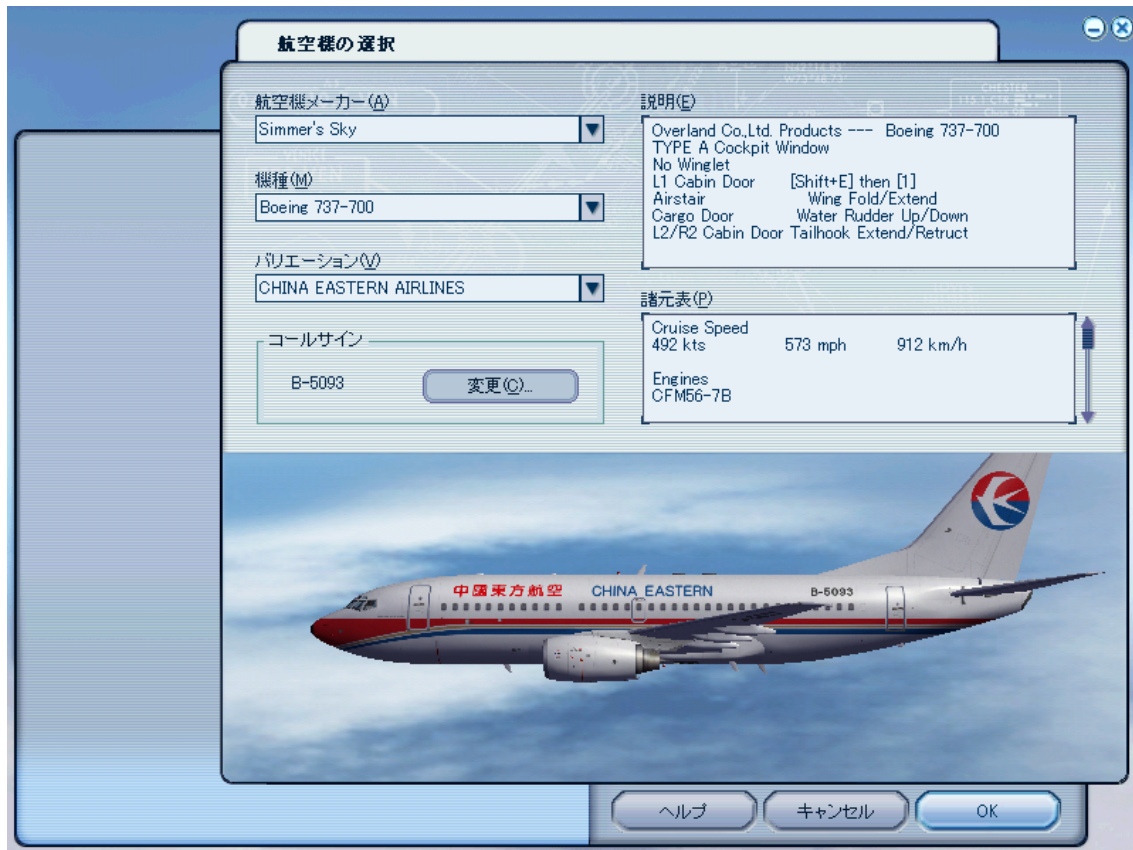 航空機の選択
航空機メーカー(A)
Simmer's Sky
機種(M)
Boeing 737-700
バリエーション(V)
CHINA EASTERN AIRLINES
コールサイン
B-5093
変更(C)...
説明(E)
Overland Co.,Ltd. Products --- Boeing 737-700
TYPE A Cockpit Window
No Winglet
L1 Cabin Door [Shift+E] then [1]
Airstair Wing Fold/Extend
Cargo Door Water Rudder Up/Down
L2/R2 Cabin Door Tailhook Extend/Retruct
諸元表(P)
Cruise Speed
492 kts 573 mph 912 km/h
Engines
CFM56-7B
中國東方航空 CHINA EASTERN B-5093
ヘルプ キャンセル OK